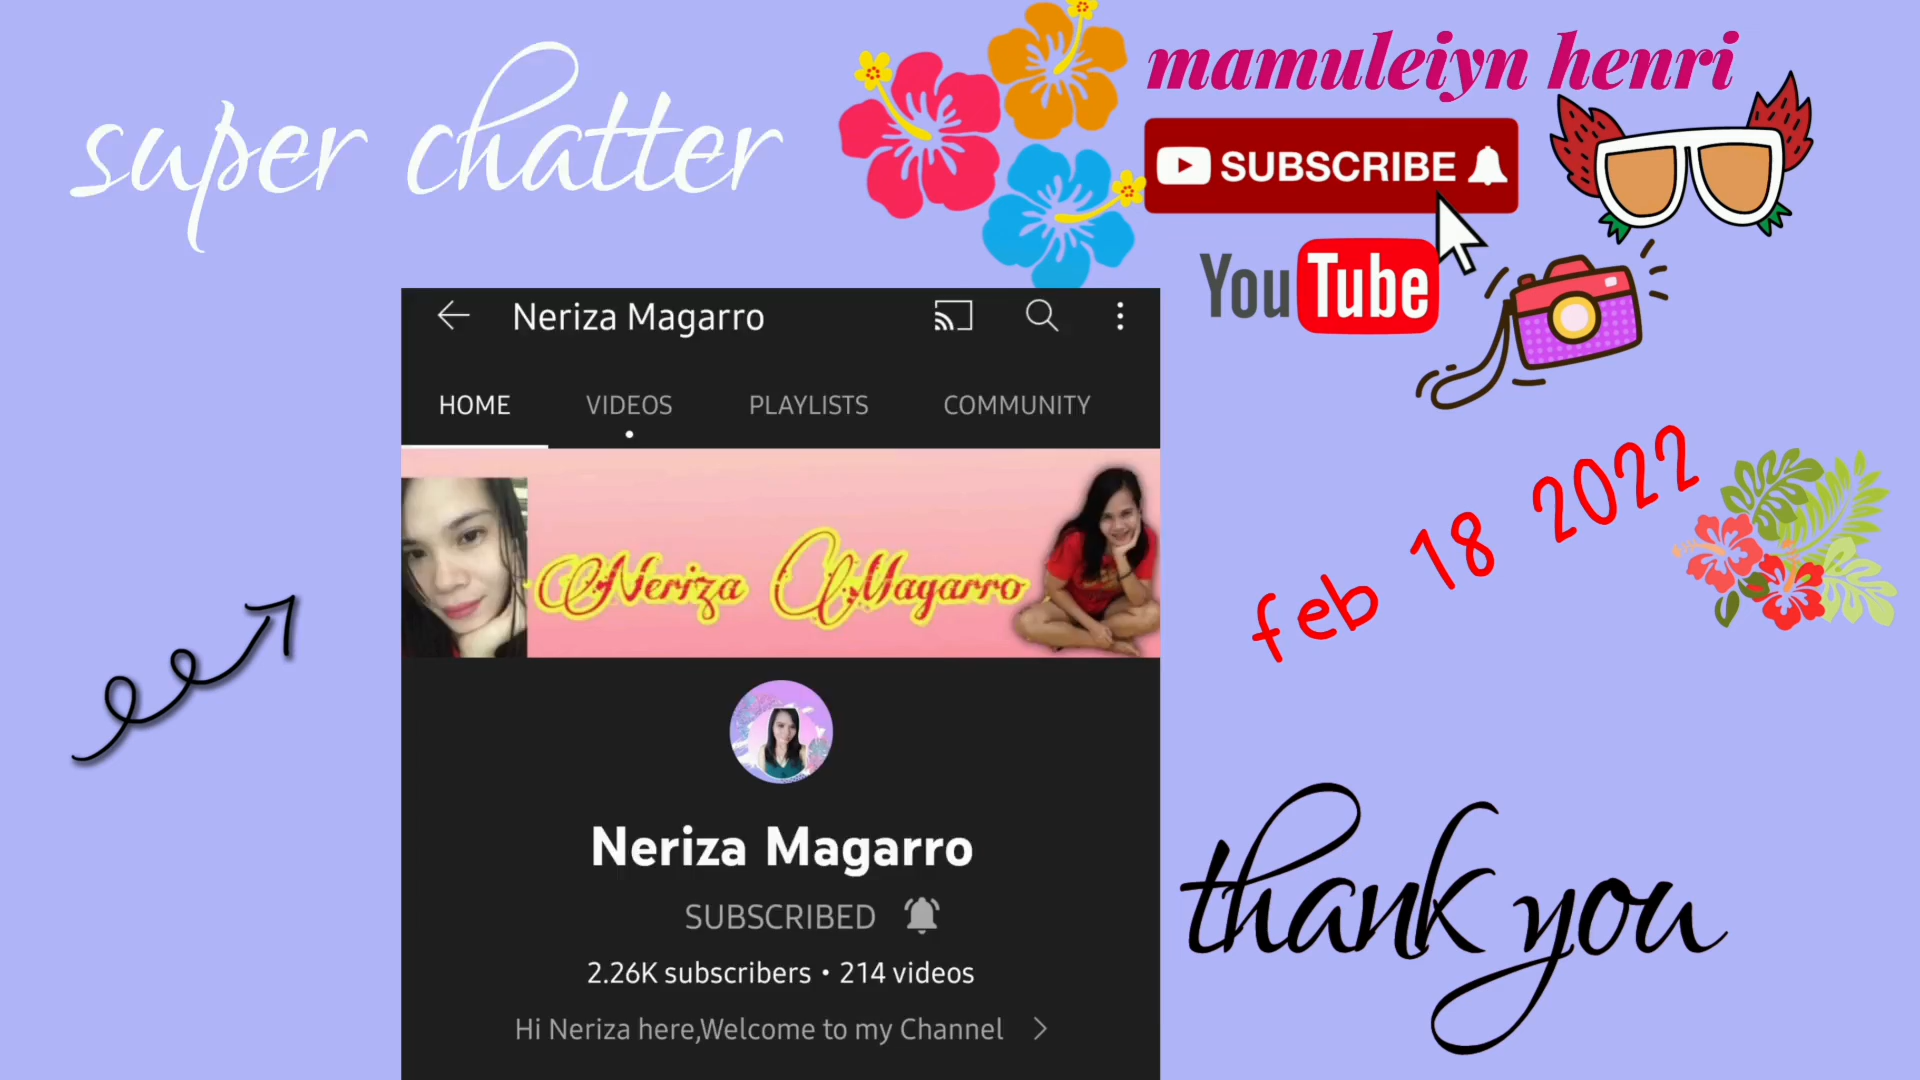 super chatter
mamuleiyn henri
SUBSCRIBE
YouTube
Neriza Magarro
HOME VIDEOS PLAYLISTS COMMUNITY
Neriza Magarro
feb 18 2022
Neriza Magarro
SUBSCRIBED
2.26K subscribers • 214 videos
Hi Neriza here,Welcome to my Channel
thank you